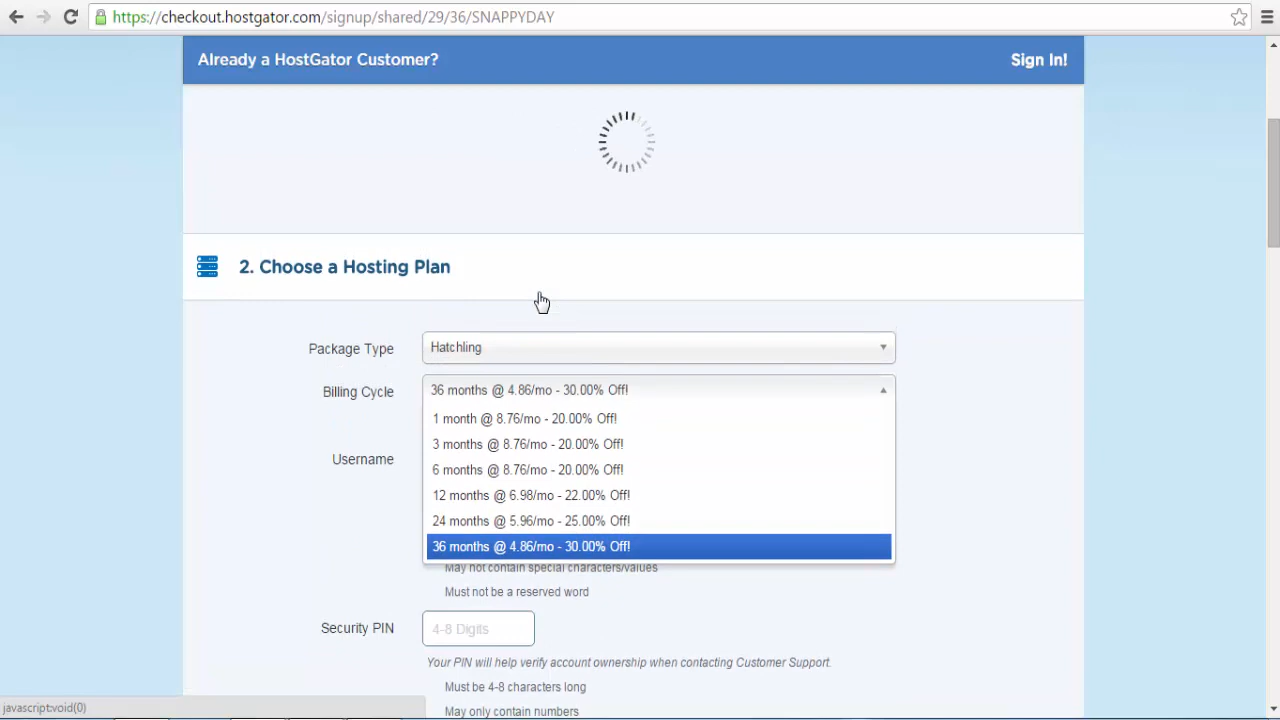 https://checkout.hostgator.com/signup/shared/29/36/SNAPPYDAY
Already a HostGator Customer?
Sign In!
2. Choose a Hosting Plan
Package Type
Hatchling
Billing Cycle
36 months @ 4.86/mo - 30.00% Off!
1 month @ 8.76/mo - 20.00% Off!
3 months @ 8.76/mo - 20.00% Off!
Username
6 months @ 8.76/mo - 20.00% Off!
12 months @ 6.98/mo - 22.00% Off!
24 months @ 5.96/mo - 25.00% Off!
36 months @ 4.86/mo - 30.00% Off!
May not contain special characters/values
Must not be a reserved word
Security PIN
4-8 Digits
Your PIN will help verify account ownership when contacting Customer Support.
Must be 4-8 characters long
May only contain numbers
javascript:void(0)